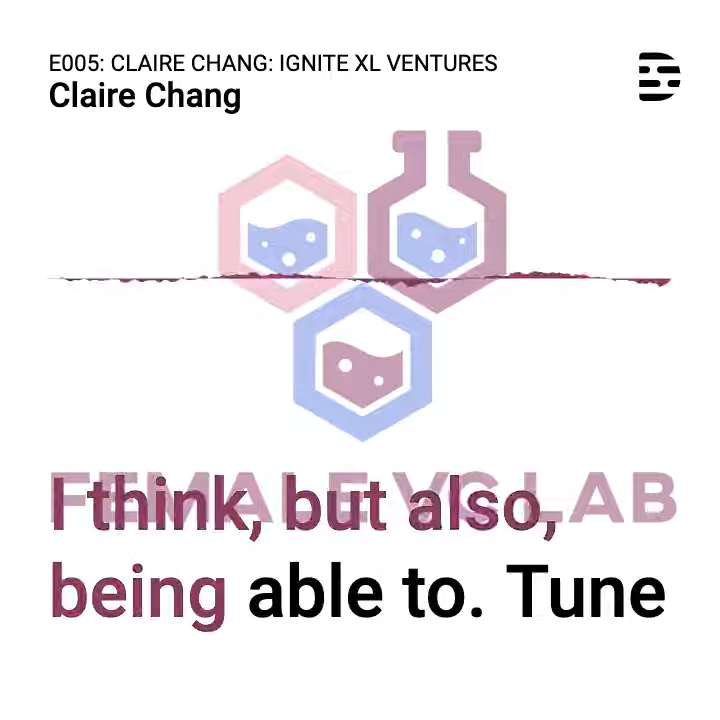 E005: CLAIRE CHANG: IGNITE XL VENTURES
Claire Chang
FEMALE VC LAB
I think, but also,
being able to. Tune